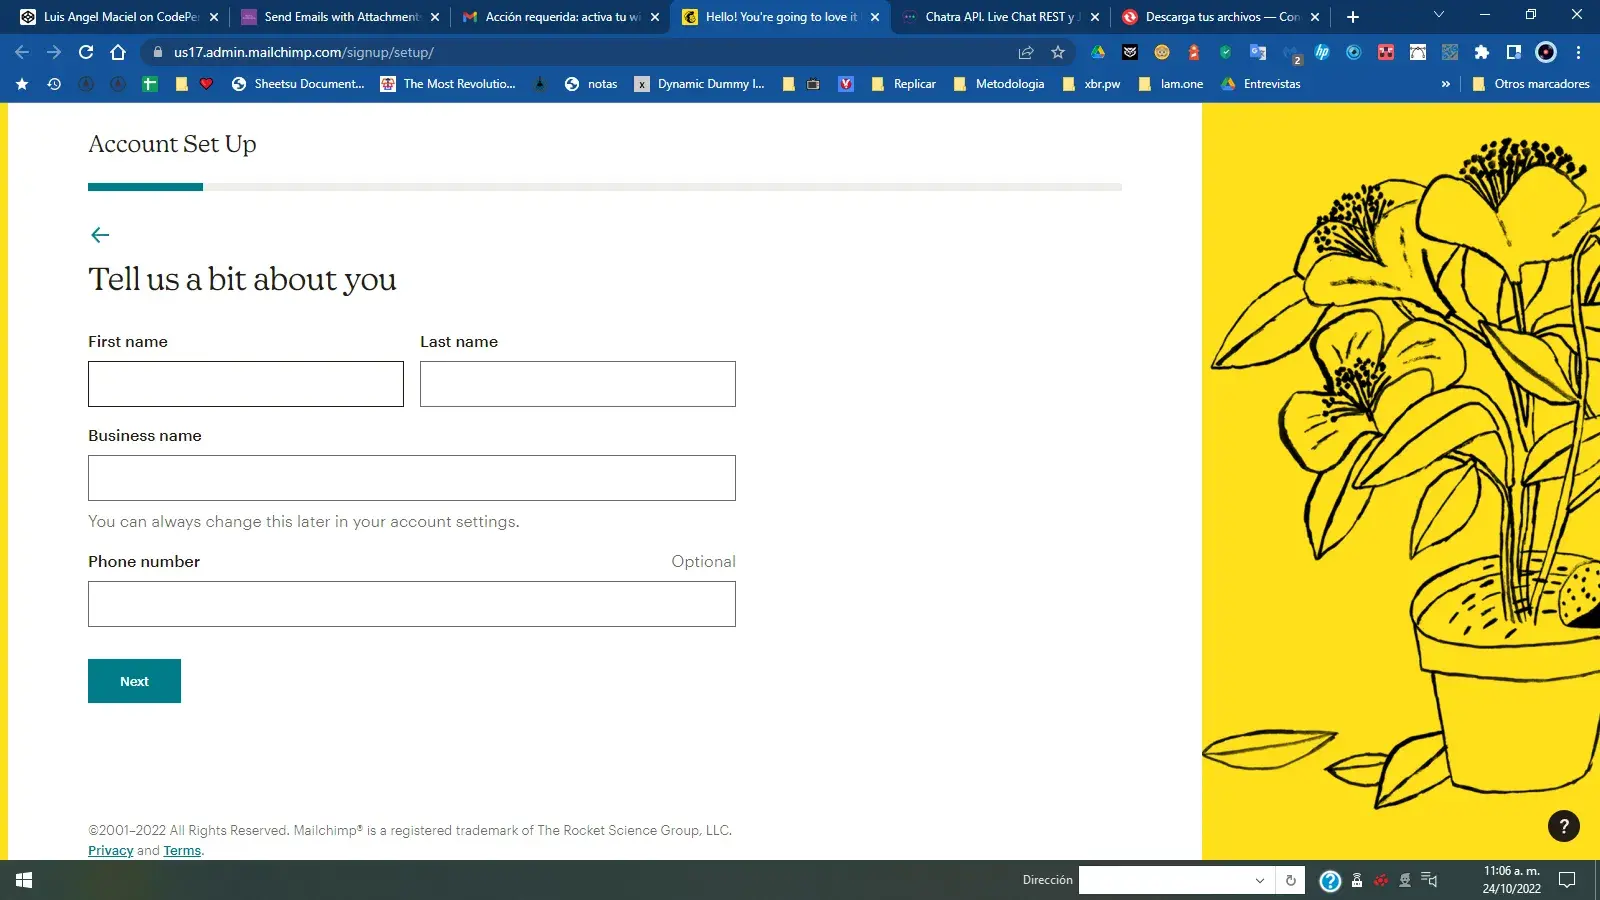 Luis Angel Maciel on CodePe
Send Emails with Attachment
Acción requerida: activa tu wi
Hello! You're going to love it
Chatra API. Live Chat REST y J
Descarga tus archivos — Con
us17.admin.mailchimp.com/signup/setup/
2
Sheetsu Document...
The Most Revolutio...
notas
Dynamic Dummy I...
Replicar
Metodologia
xbr.pw
Iam.one
Entrevistas
»
Otros marcadores
Account Set Up
Tell us a bit about you
First name
Last name
Business name
You can always change this later in your account settings.
Phone number
Optional
Next
©2001–2022 All Rights Reserved. Mailchimp® is a registered trademark of The Rocket Science Group, LLC.
Privacy and Terms.
?
Dirección
?
11:06 a. m.
24/10/2022